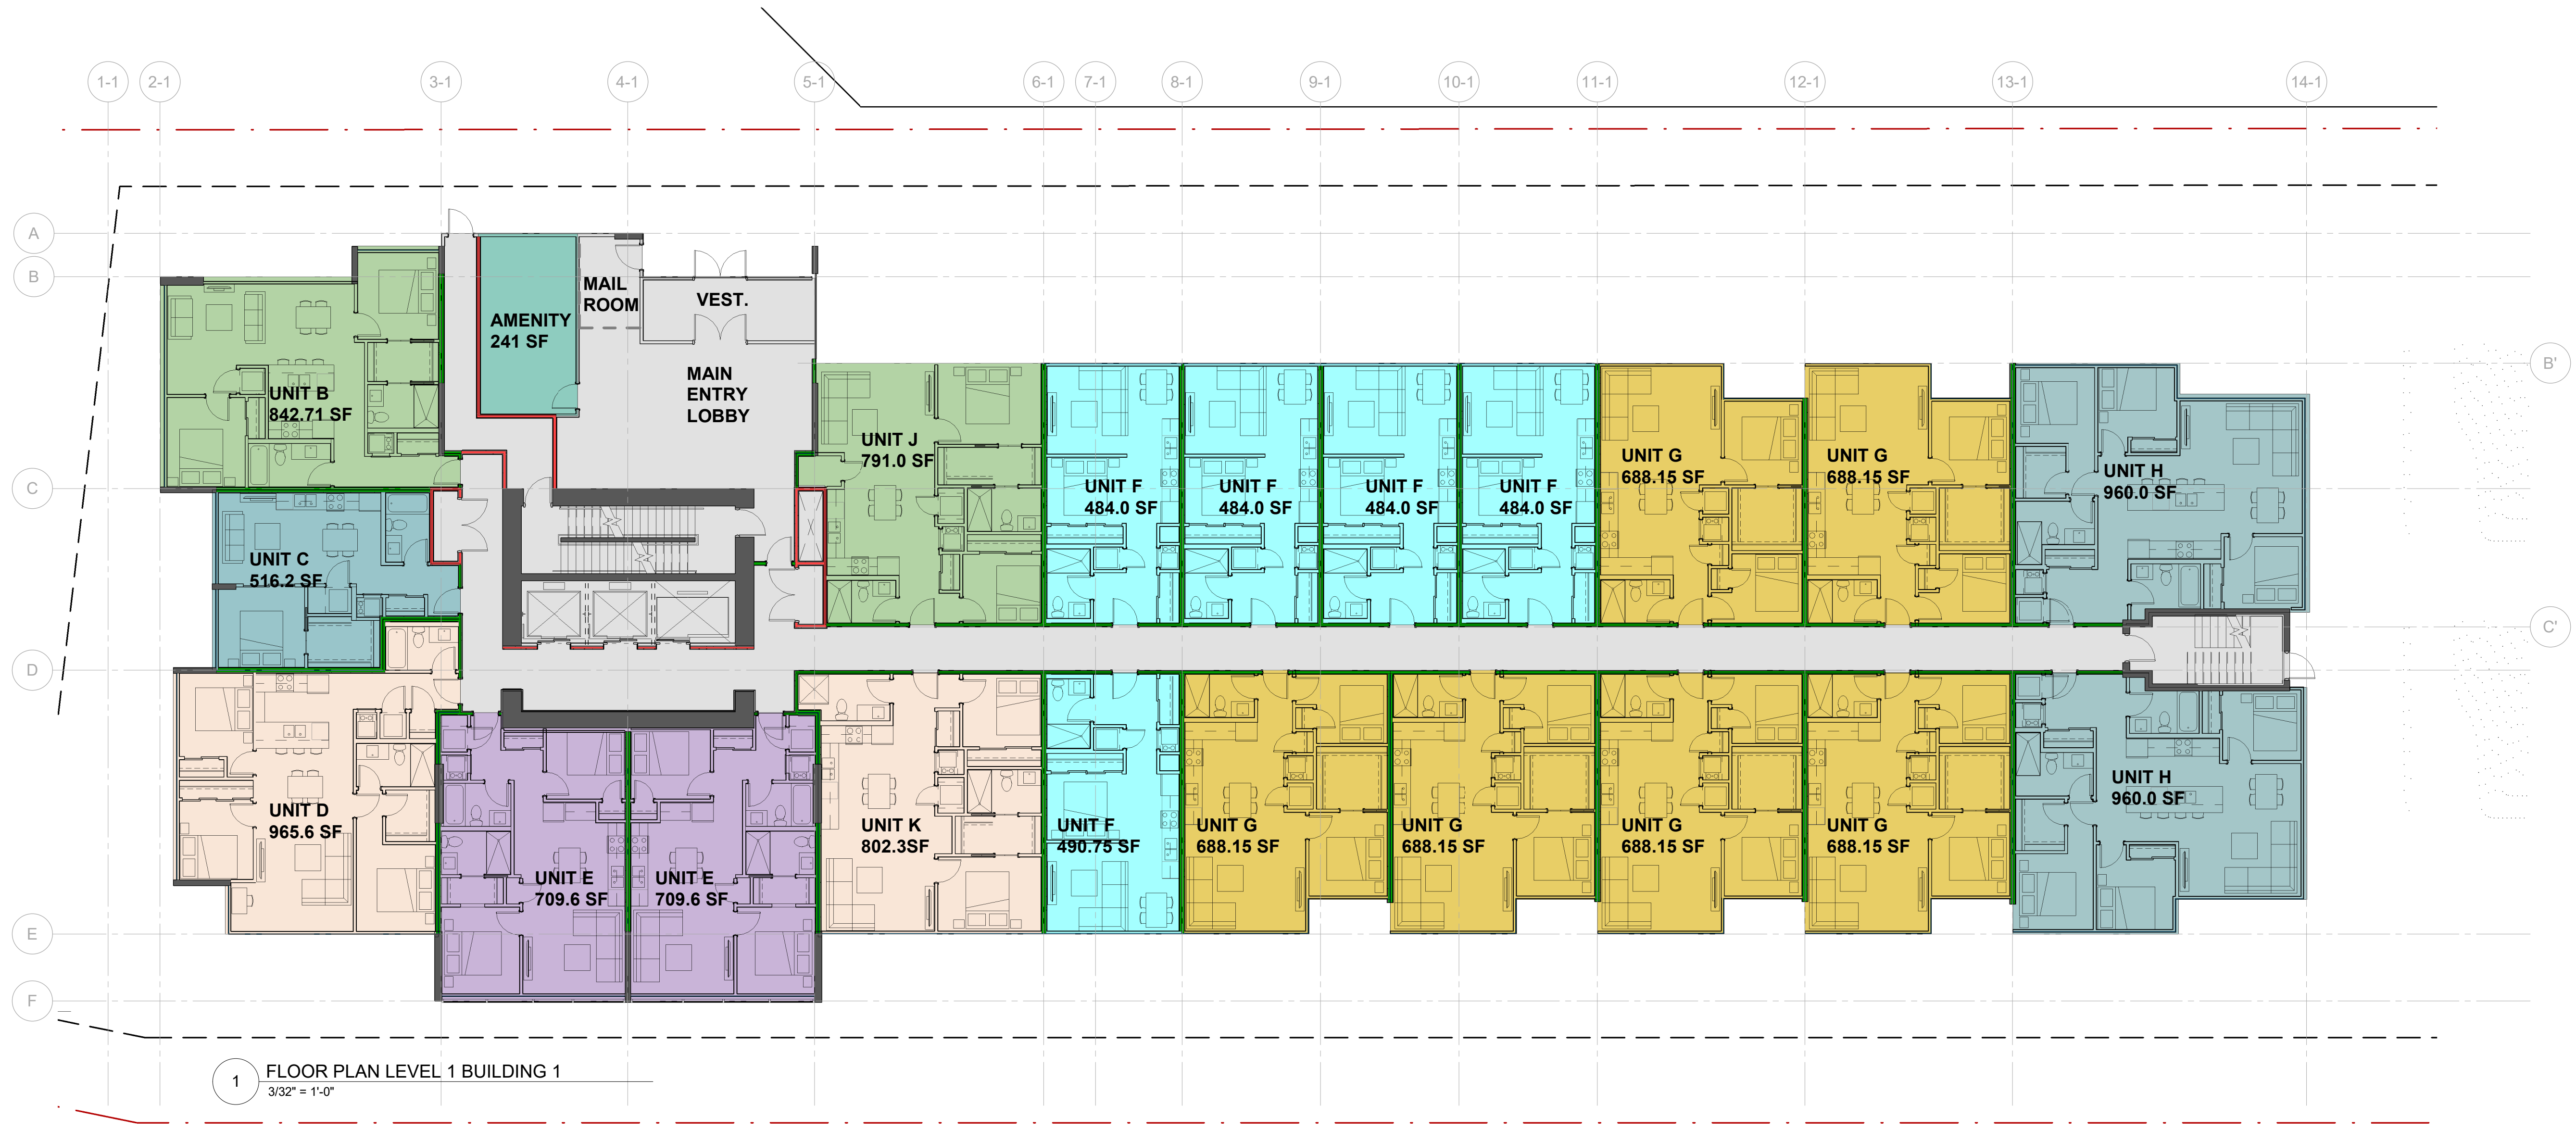 1-1
2-1
3-1
4-1
5-1
6-1
7-1
8-1
9-1
10-1
11-1
12-1
13-1
14-1
A
B
C
D
E
F
B'
C'
MAIL
ROOM
VEST.
AMENITY
241 SF
MAIN
ENTRY
LOBBY
UNIT B
842.71 SF
UNIT J
791.0 SF
UNIT F
484.0 SF
UNIT F
484.0 SF
UNIT F
484.0 SF
UNIT F
484.0 SF
UNIT G
688.15 SF
UNIT G
688.15 SF
UNIT H
960.0 SF
UNIT C
516.2 SF
UNIT D
965.6 SF
UNIT E
709.6 SF
UNIT E
709.6 SF
UNIT K
802.3SF
UNIT F
490.75 SF
UNIT G
688.15 SF
UNIT G
688.15 SF
UNIT G
688.15 SF
UNIT G
688.15 SF
UNIT H
960.0 SF
1
FLOOR PLAN LEVEL 1 BUILDING 1
3/32" = 1'-0"